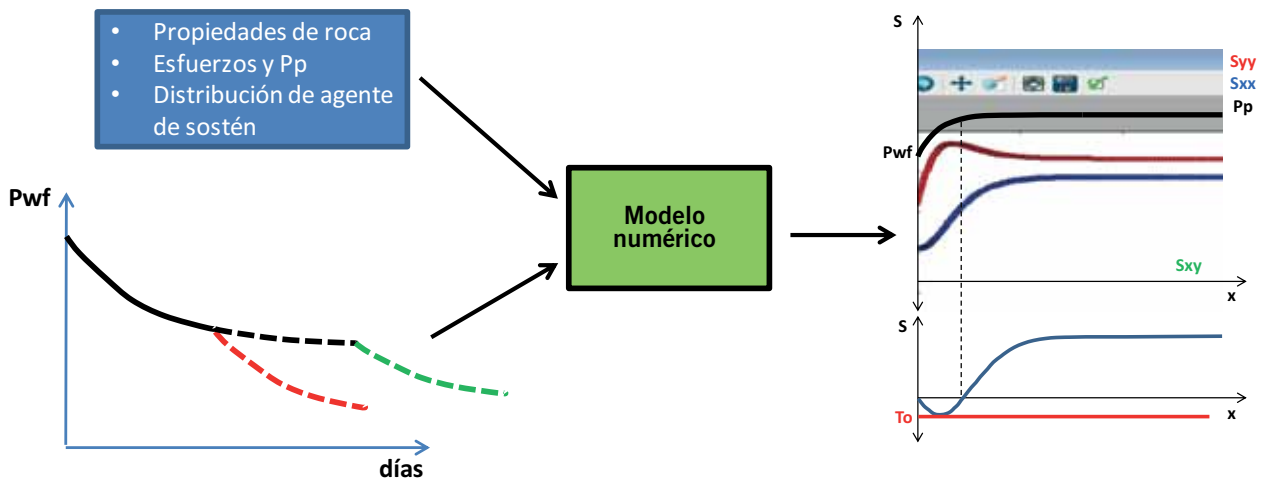 • Propiedades de roca
• Esfuerzos y Pp
• Distribución de agente
de sostén
Pwf
días
Modelo
numérico
S
Syy
Sxx
Pp
Pwf
Sxy
x
S
To
x